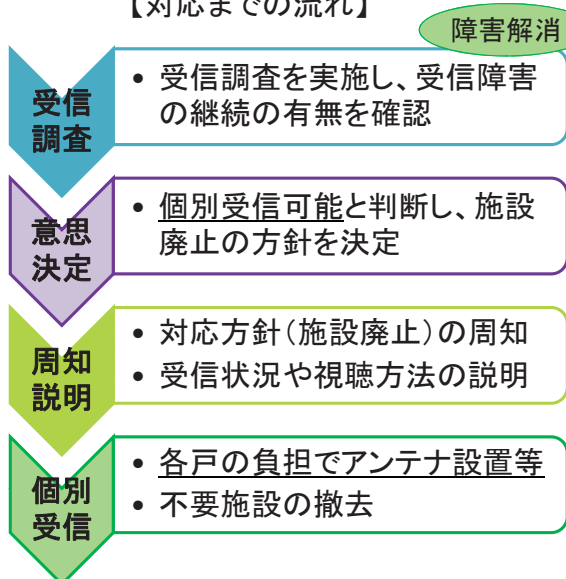 【対応までの流れ】
障害解消
受信
調査
• 受信調査を実施し、受信障害
の継続の有無を確認
意思
決定
• 個別受信可能と判断し、施設
廃止の方針を決定
周知
説明
• 対応方針(施設廃止)の周知
• 受信状況や視聴方法の説明
個別
受信
• 各戸の負担でアンテナ設置等
• 不要施設の撤去